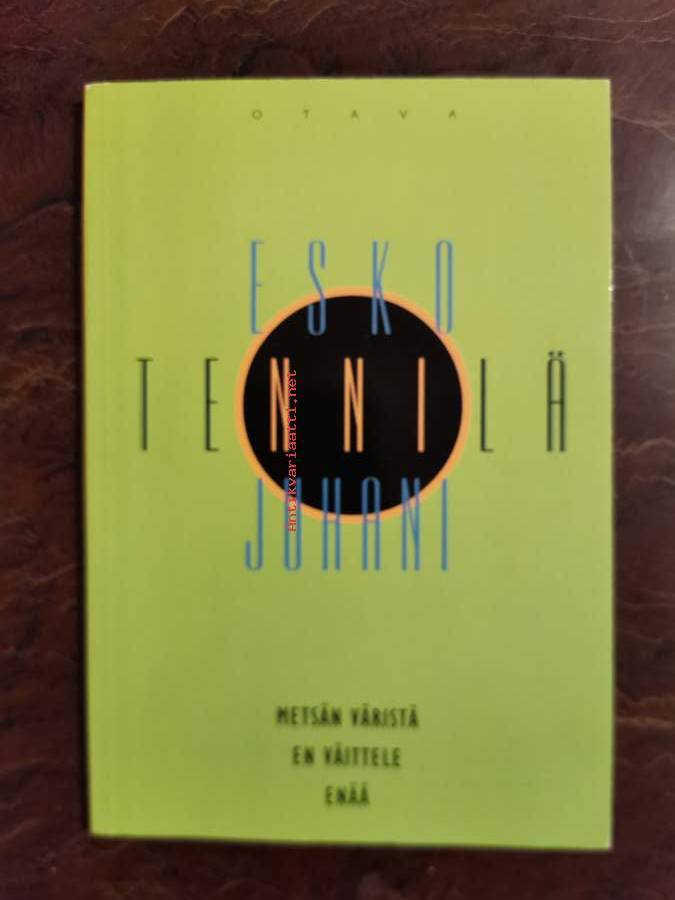 OTAVA
ESKO
TENNILÄ
JUHANI
METSÄN VÄRISTÄ
EN VÄITTELE
ENÄÄ
antikvariaatti.net